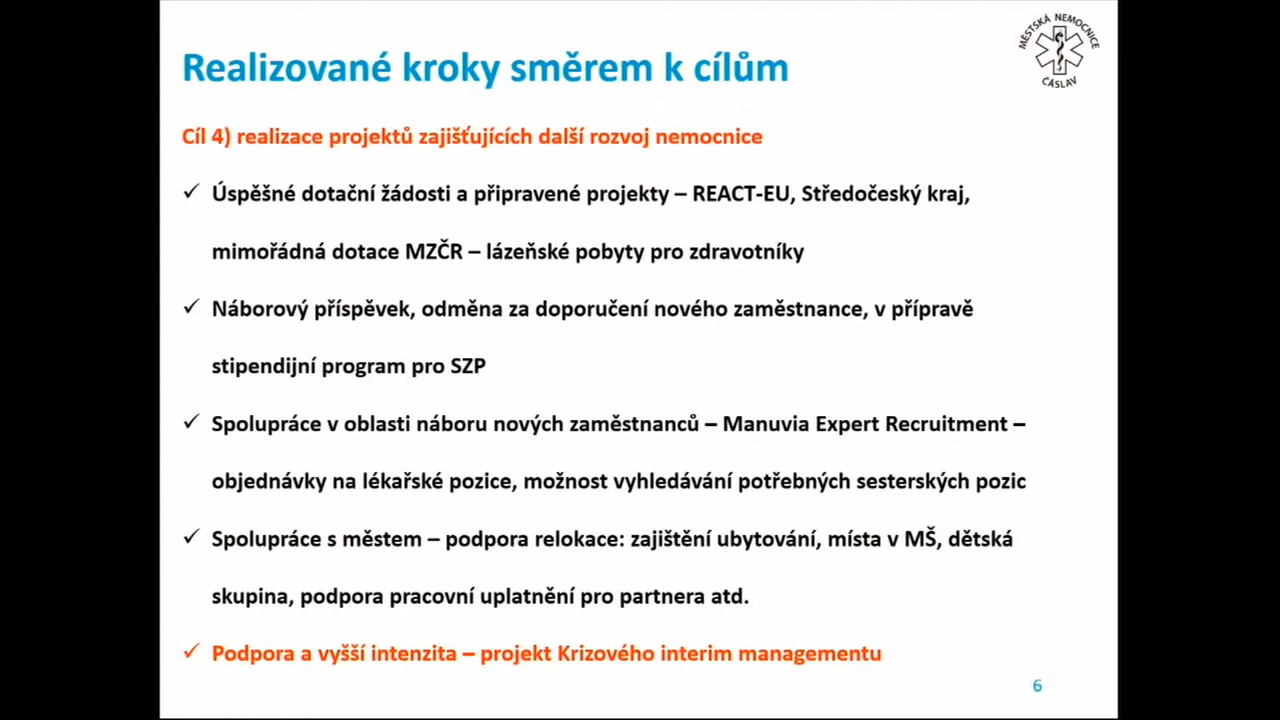 Realizované kroky směrem k cílům
MĚSTSKÁ NEMOCNICE
ČÁSLAV
Cíl 4) realizace projektů zajišťujících další rozvoj nemocnice
✓ Úspěšné dotační žádosti a připravené projekty – REACT-EU, Středočeský kraj,
mimořádná dotace MZČR – lázeňské pobyty pro zdravotníky
✓ Náborový příspěvek, odměna za doporučení nového zaměstnance, v přípravě
stipendijní program pro SZP
✓ Spolupráce v oblasti náboru nových zaměstnanců – Manuvia Expert Recruitment –
objednávky na lékařské pozice, možnost vyhledávání potřebných sesterských pozic
✓ Spolupráce s městem – podpora relokace: zajištění ubytování, místa v MŠ, dětská
skupina, podpora pracovní uplatnění pro partnera atd.
✓ Podpora a vyšší intenzita – projekt Krizového interim managementu
6